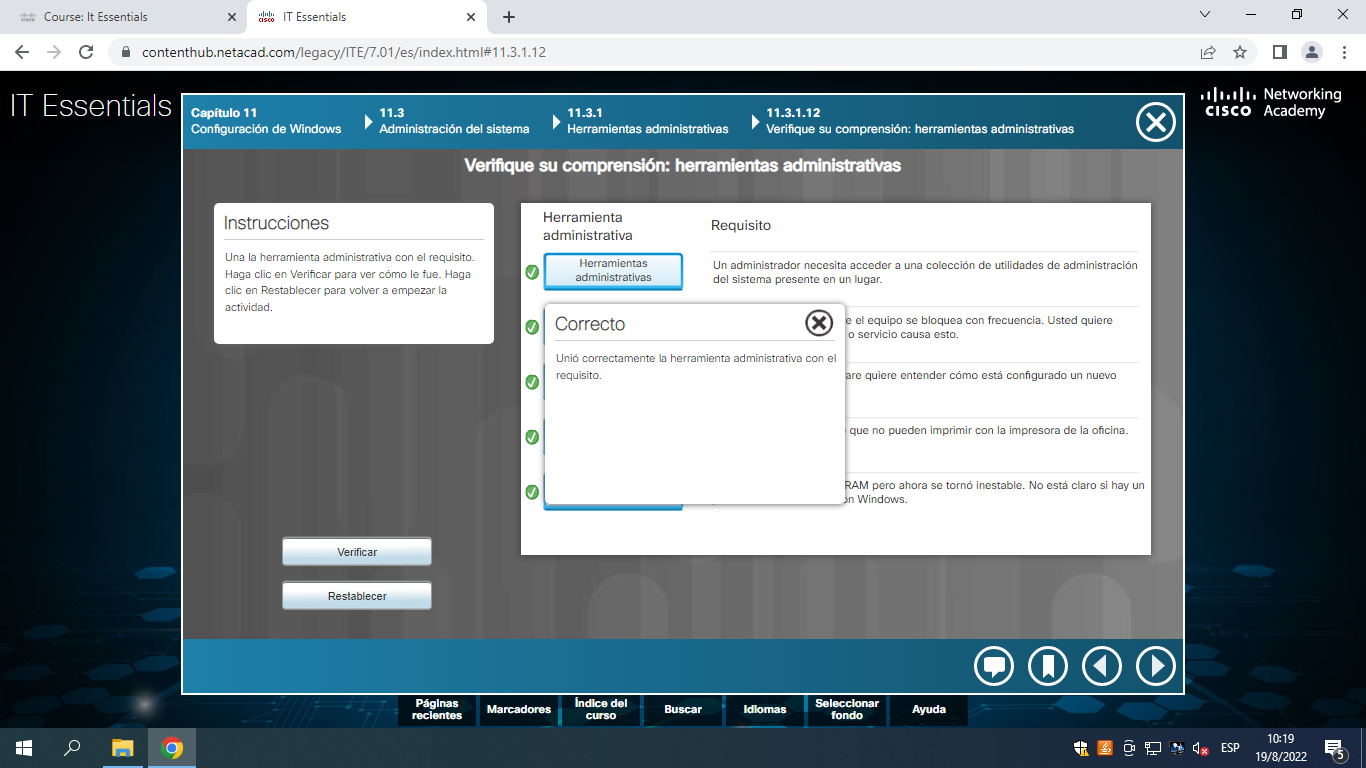 Course: It Essentials
IT Essentials
contenthub.netacad.com/legacy/ITE/7.01/es/index.html#11.3.1.12
IT Essentials
Capítulo 11
Configuración de Windows
11.3
Administración del sistema
11.3.1
Herramientas administrativas
11.3.1.12
Verifique su comprensión: herramientas administrativas
CISCO
Networking
Academy
Verifique su comprensión: herramientas administrativas
Instrucciones
Una la herramienta administrativa con el requisito.
Haga clic en Verificar para ver cómo le fue. Haga
clic en Restablecer para volver a empezar la
actividad.
Herramienta
administrativa
Requisito
Herramientas
administrativas
Un administrador necesita acceder a una colección de utilidades de administración
del sistema presente en un lugar.
e el equipo se bloquea con frecuencia. Usted quiere
o servicio causa esto.
are quiere entender cómo está configurado un nuevo
que no pueden imprimir con la impresora de la oficina.
RAM pero ahora se tornó inestable. No está claro si hay un
on Windows.
Correcto
Unió correctamente la herramienta administrativa con el
requisito.
Verificar
Restablecer
Páginas
recientes
Marcadores
Índice del
curso
Buscar
Idiomas
Seleccionar
fondo
Ayuda
ESP
10:19
19/8/2022
5